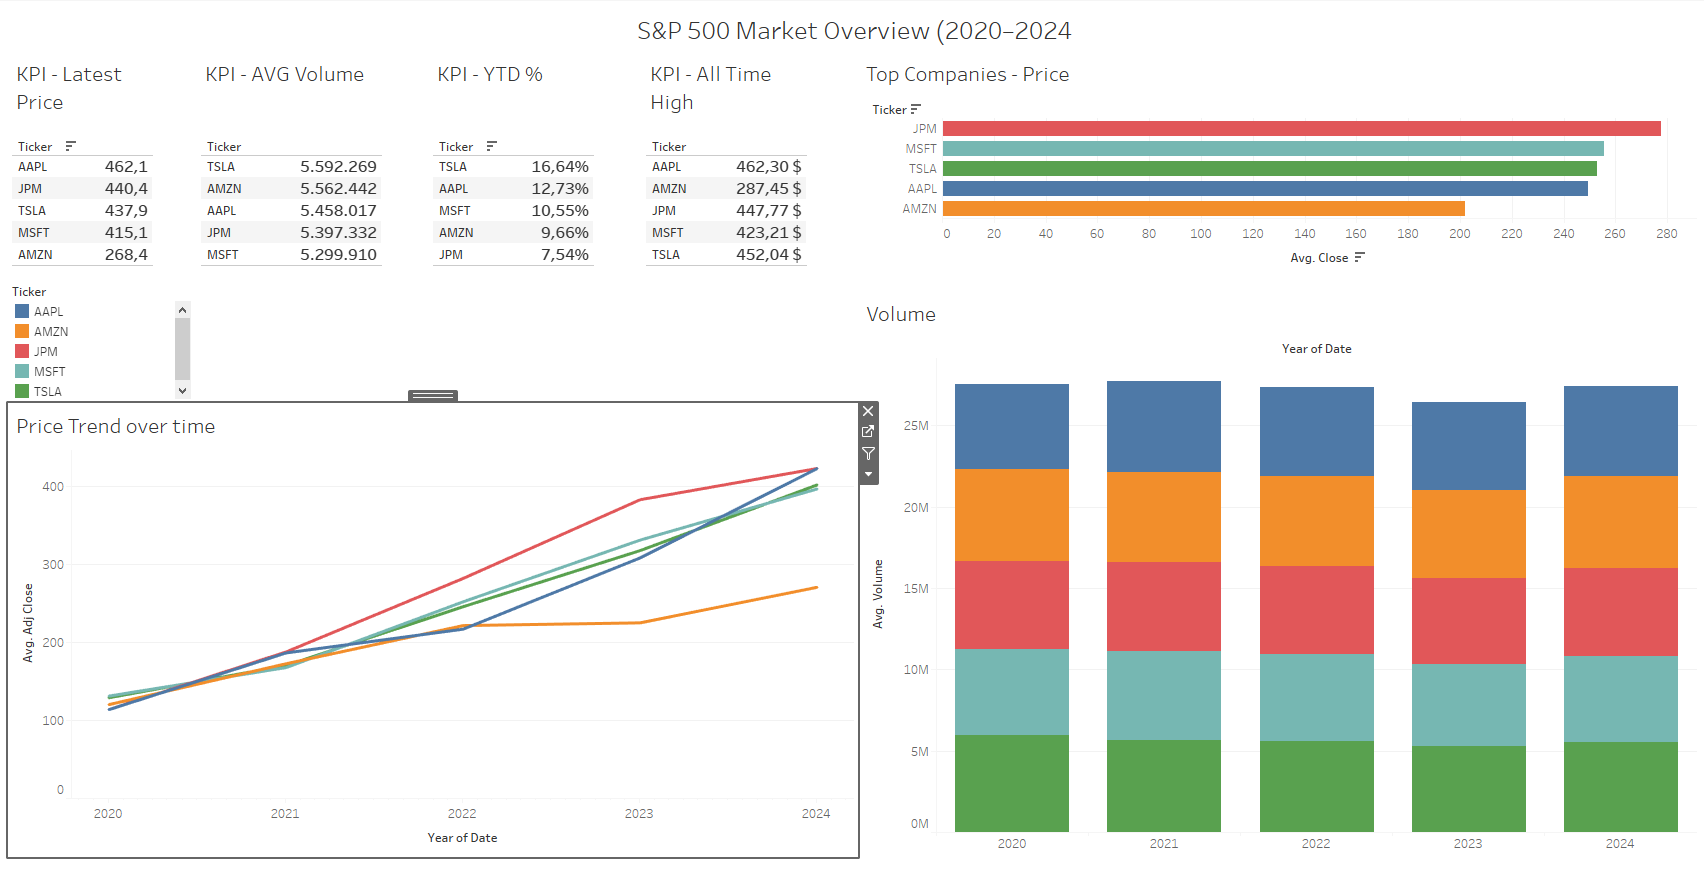 S&P 500 Market Overview (2020–2024
KPI - Latest
Price
Ticker
AAPL 462,1
JPM 440,4
TSLA 437,9
MSFT 415,1
AMZN 268,4
KPI - AVG Volume
Ticker
TSLA 5.592.269
AMZN 5.562.442
AAPL 5.458.017
JPM 5.397.332
MSFT 5.299.910
KPI - YTD %
Ticker
TSLA 16,64%
AAPL 12,73%
MSFT 10,55%
AMZN 9,66%
JPM 7,54%
KPI - All Time
High
Ticker
AAPL 462,30 $
AMZN 287,45 $
JPM 447,77 $
MSFT 423,21 $
TSLA 452,04 $
Top Companies - Price
Ticker
JPM
MSFT
TSLA
AAPL
AMZN
0 20 40 60 80 100 120 140 160 180 200 220 240 260 280
Avg. Close
Ticker
AAPL
AMZN
JPM
MSFT
TSLA
Price Trend over time
400
300
200
100
0
Avg. Adj Close
2020 2021 2022 2023 2024
Year of Date
Volume
Year of Date
25M
20M
15M
10M
5M
0M
Avg. Volume
2020 2021 2022 2023 2024